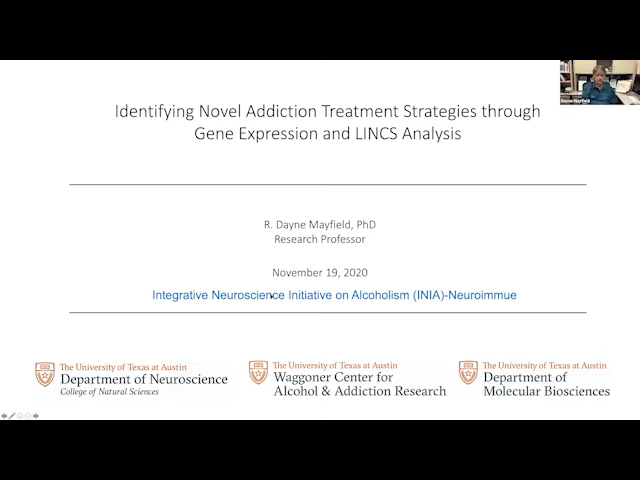 Dayne Mayfield
Identifying Novel Addiction Treatment Strategies through
Gene Expression and LINCS Analysis
R. Dayne Mayfield, PhD
Research Professor
November 19, 2020
Integrative Neuroscience Initiative on Alcoholism (INIA)-Neuroimmue
The University of Texas at Austin
Department of Neuroscience
College of Natural Sciences
The University of Texas at Austin
Waggoner Center for
Alcohol & Addiction Research
The University of Texas at Austin
Department of
Molecular Biosciences